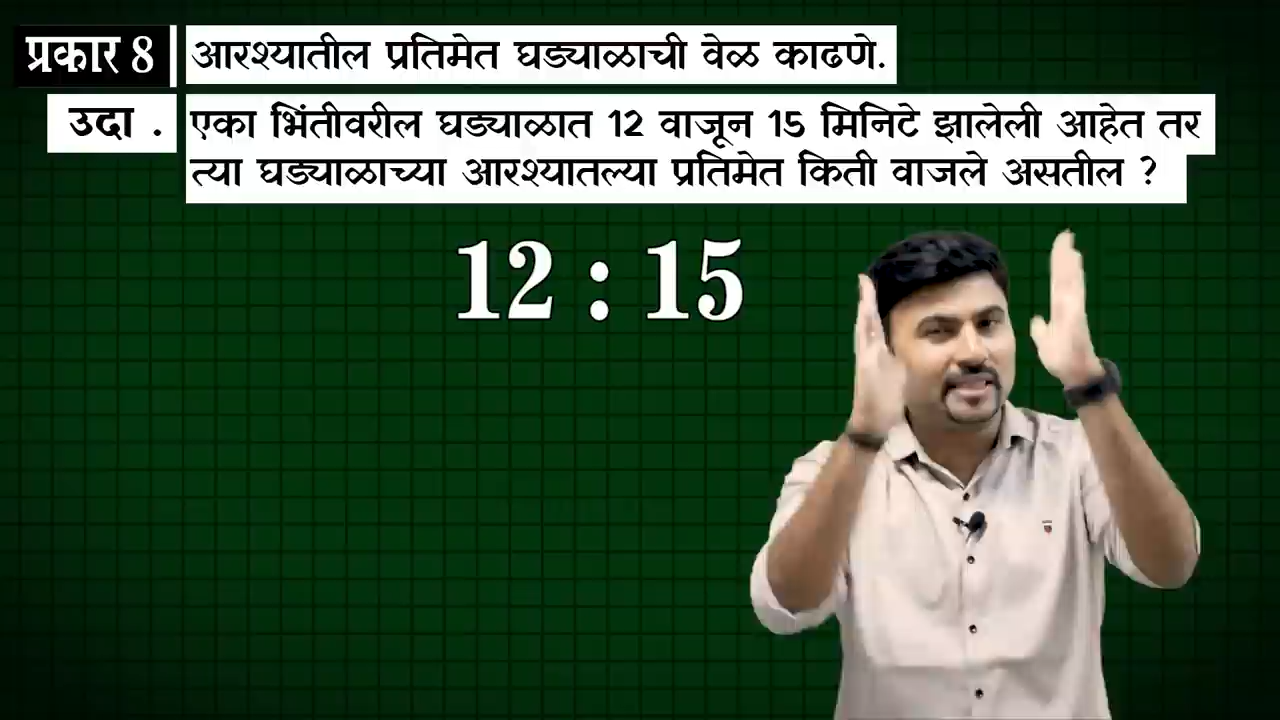 प्रकार 8
आरश्यातील प्रतिमेत घड्याळाची वेळ काढणे.
उदा .
एका भिंतीवरील घड्याळात 12 वाजून 15 मिनिटे झालेली आहेत तर
त्या घड्याळाच्या आरश्यातल्या प्रतिमेत किती वाजले असतील ?
12 : 15